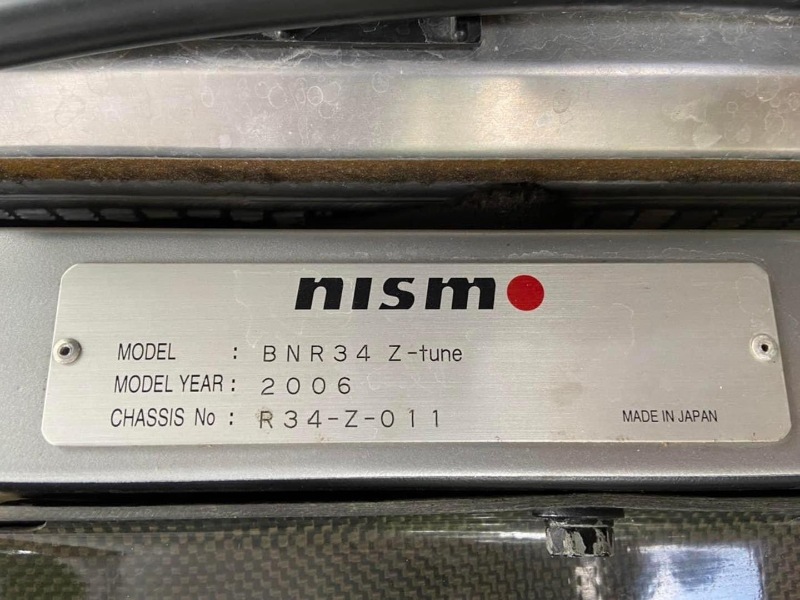 nismo
MODEL : BNR34 Z-tune
MODEL YEAR : 2006
CHASSIS No : R34-Z-011
MADE IN JAPAN